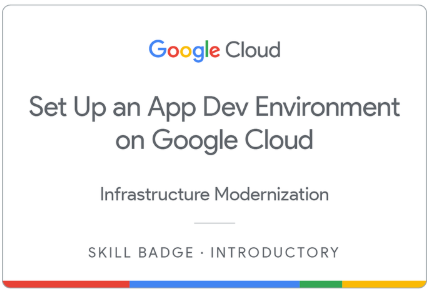 Google Cloud
Set Up an App Dev Environment
on Google Cloud
Infrastructure Modernization
SKILL BADGE · INTRODUCTORY